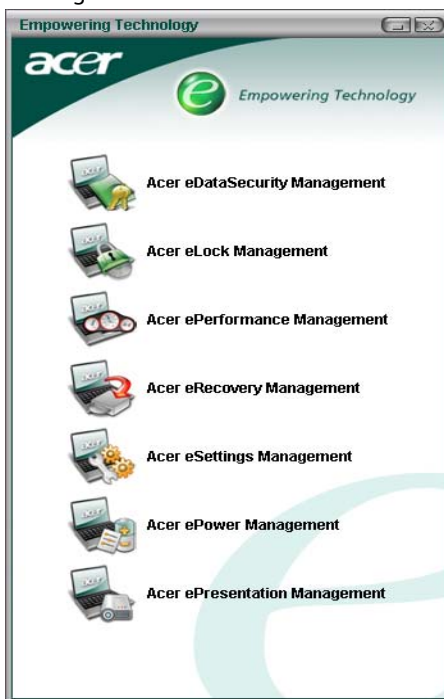 Empowering Technology
acer
e Empowering Technology
Acer eDataSecurity Management
Acer eLock Management
Acer ePerformance Management
Acer eRecovery Management
Acer eSettings Management
Acer ePower Management
Acer ePresentation Management